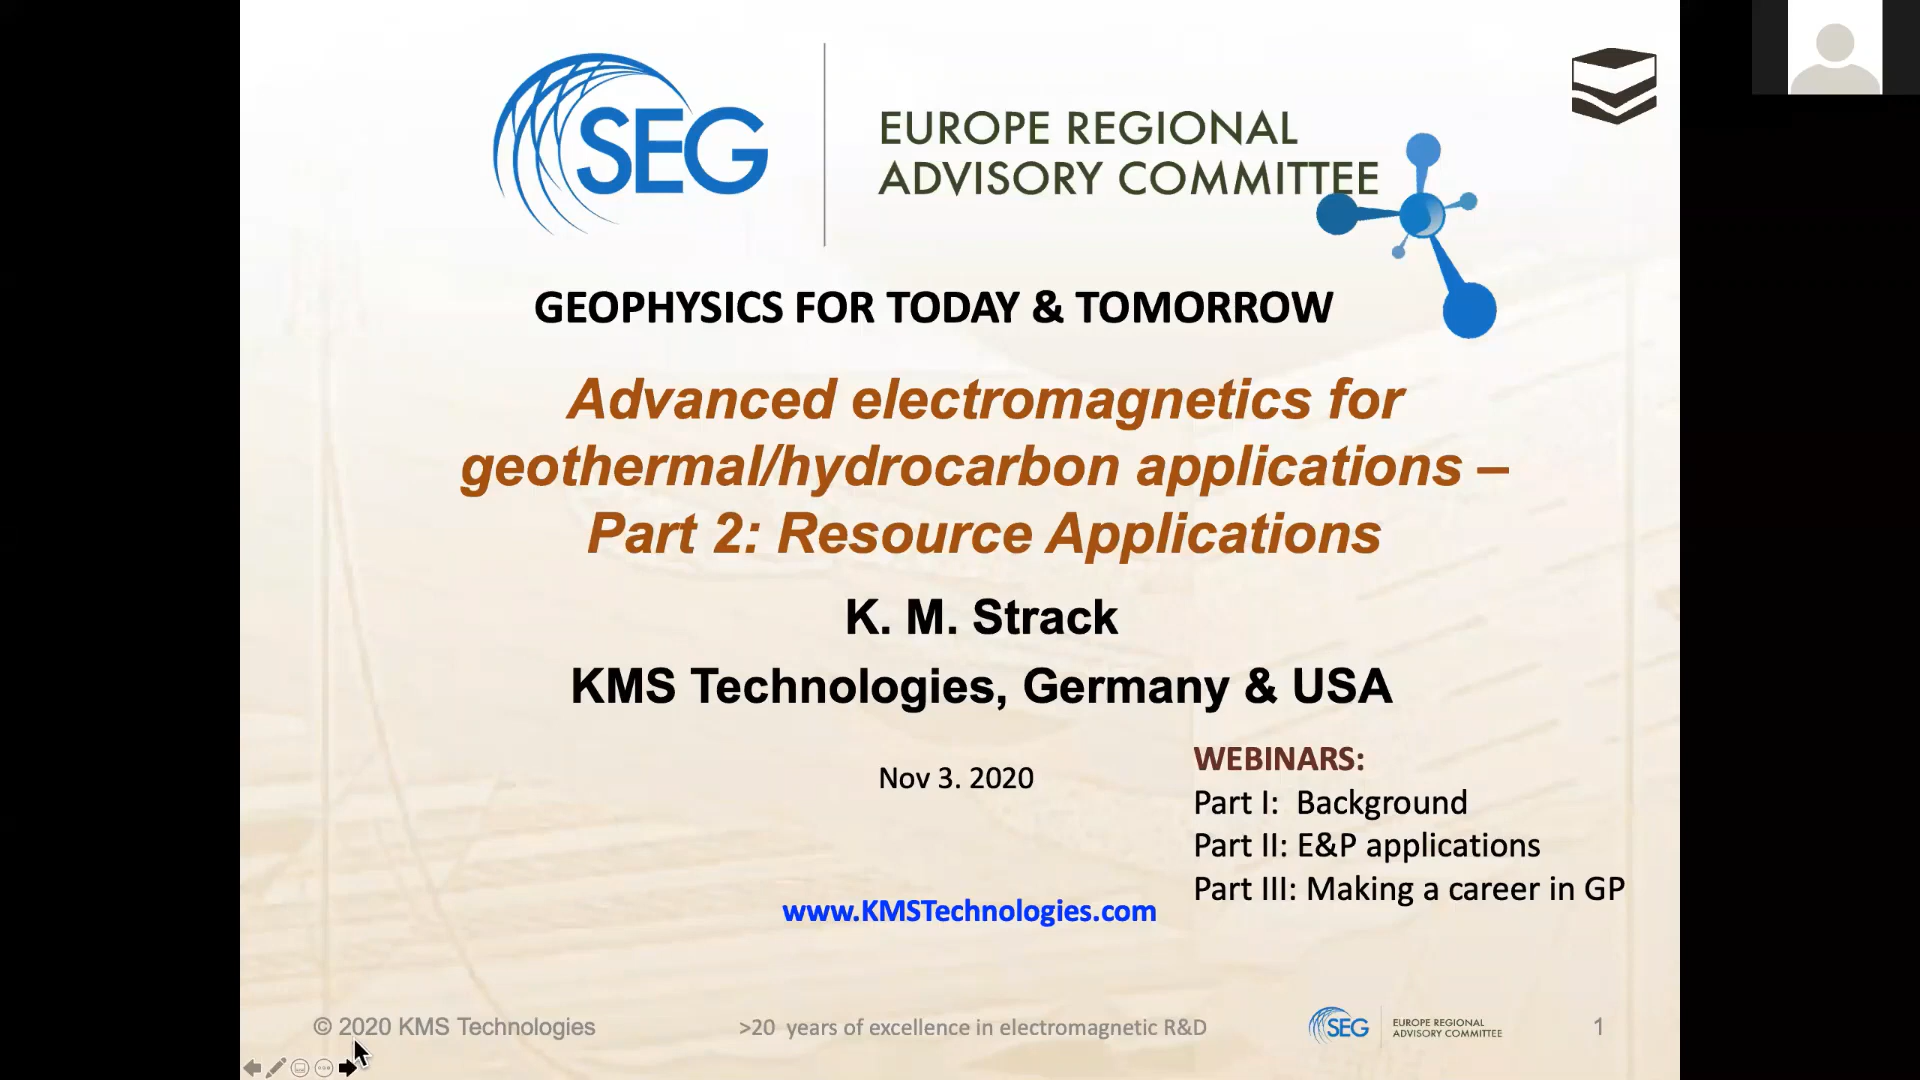 SEG
EUROPE REGIONAL
ADVISORY COMMITTEE
GEOPHYSICS FOR TODAY & TOMORROW
Advanced electromagnetics for
geothermal/hydrocarbon applications –
Part 2: Resource Applications
K. M. Strack
KMS Technologies, Germany & USA
Nov 3. 2020
WEBINARS:
Part I: Background
Part II: E&P applications
Part III: Making a career in GP
www.KMSTechnologies.com
© 2020 KMS Technologies
>20 years of excellence in electromagnetic R&D
SEG
EUROPE REGIONAL
ADVISORY COMMITTEE
1